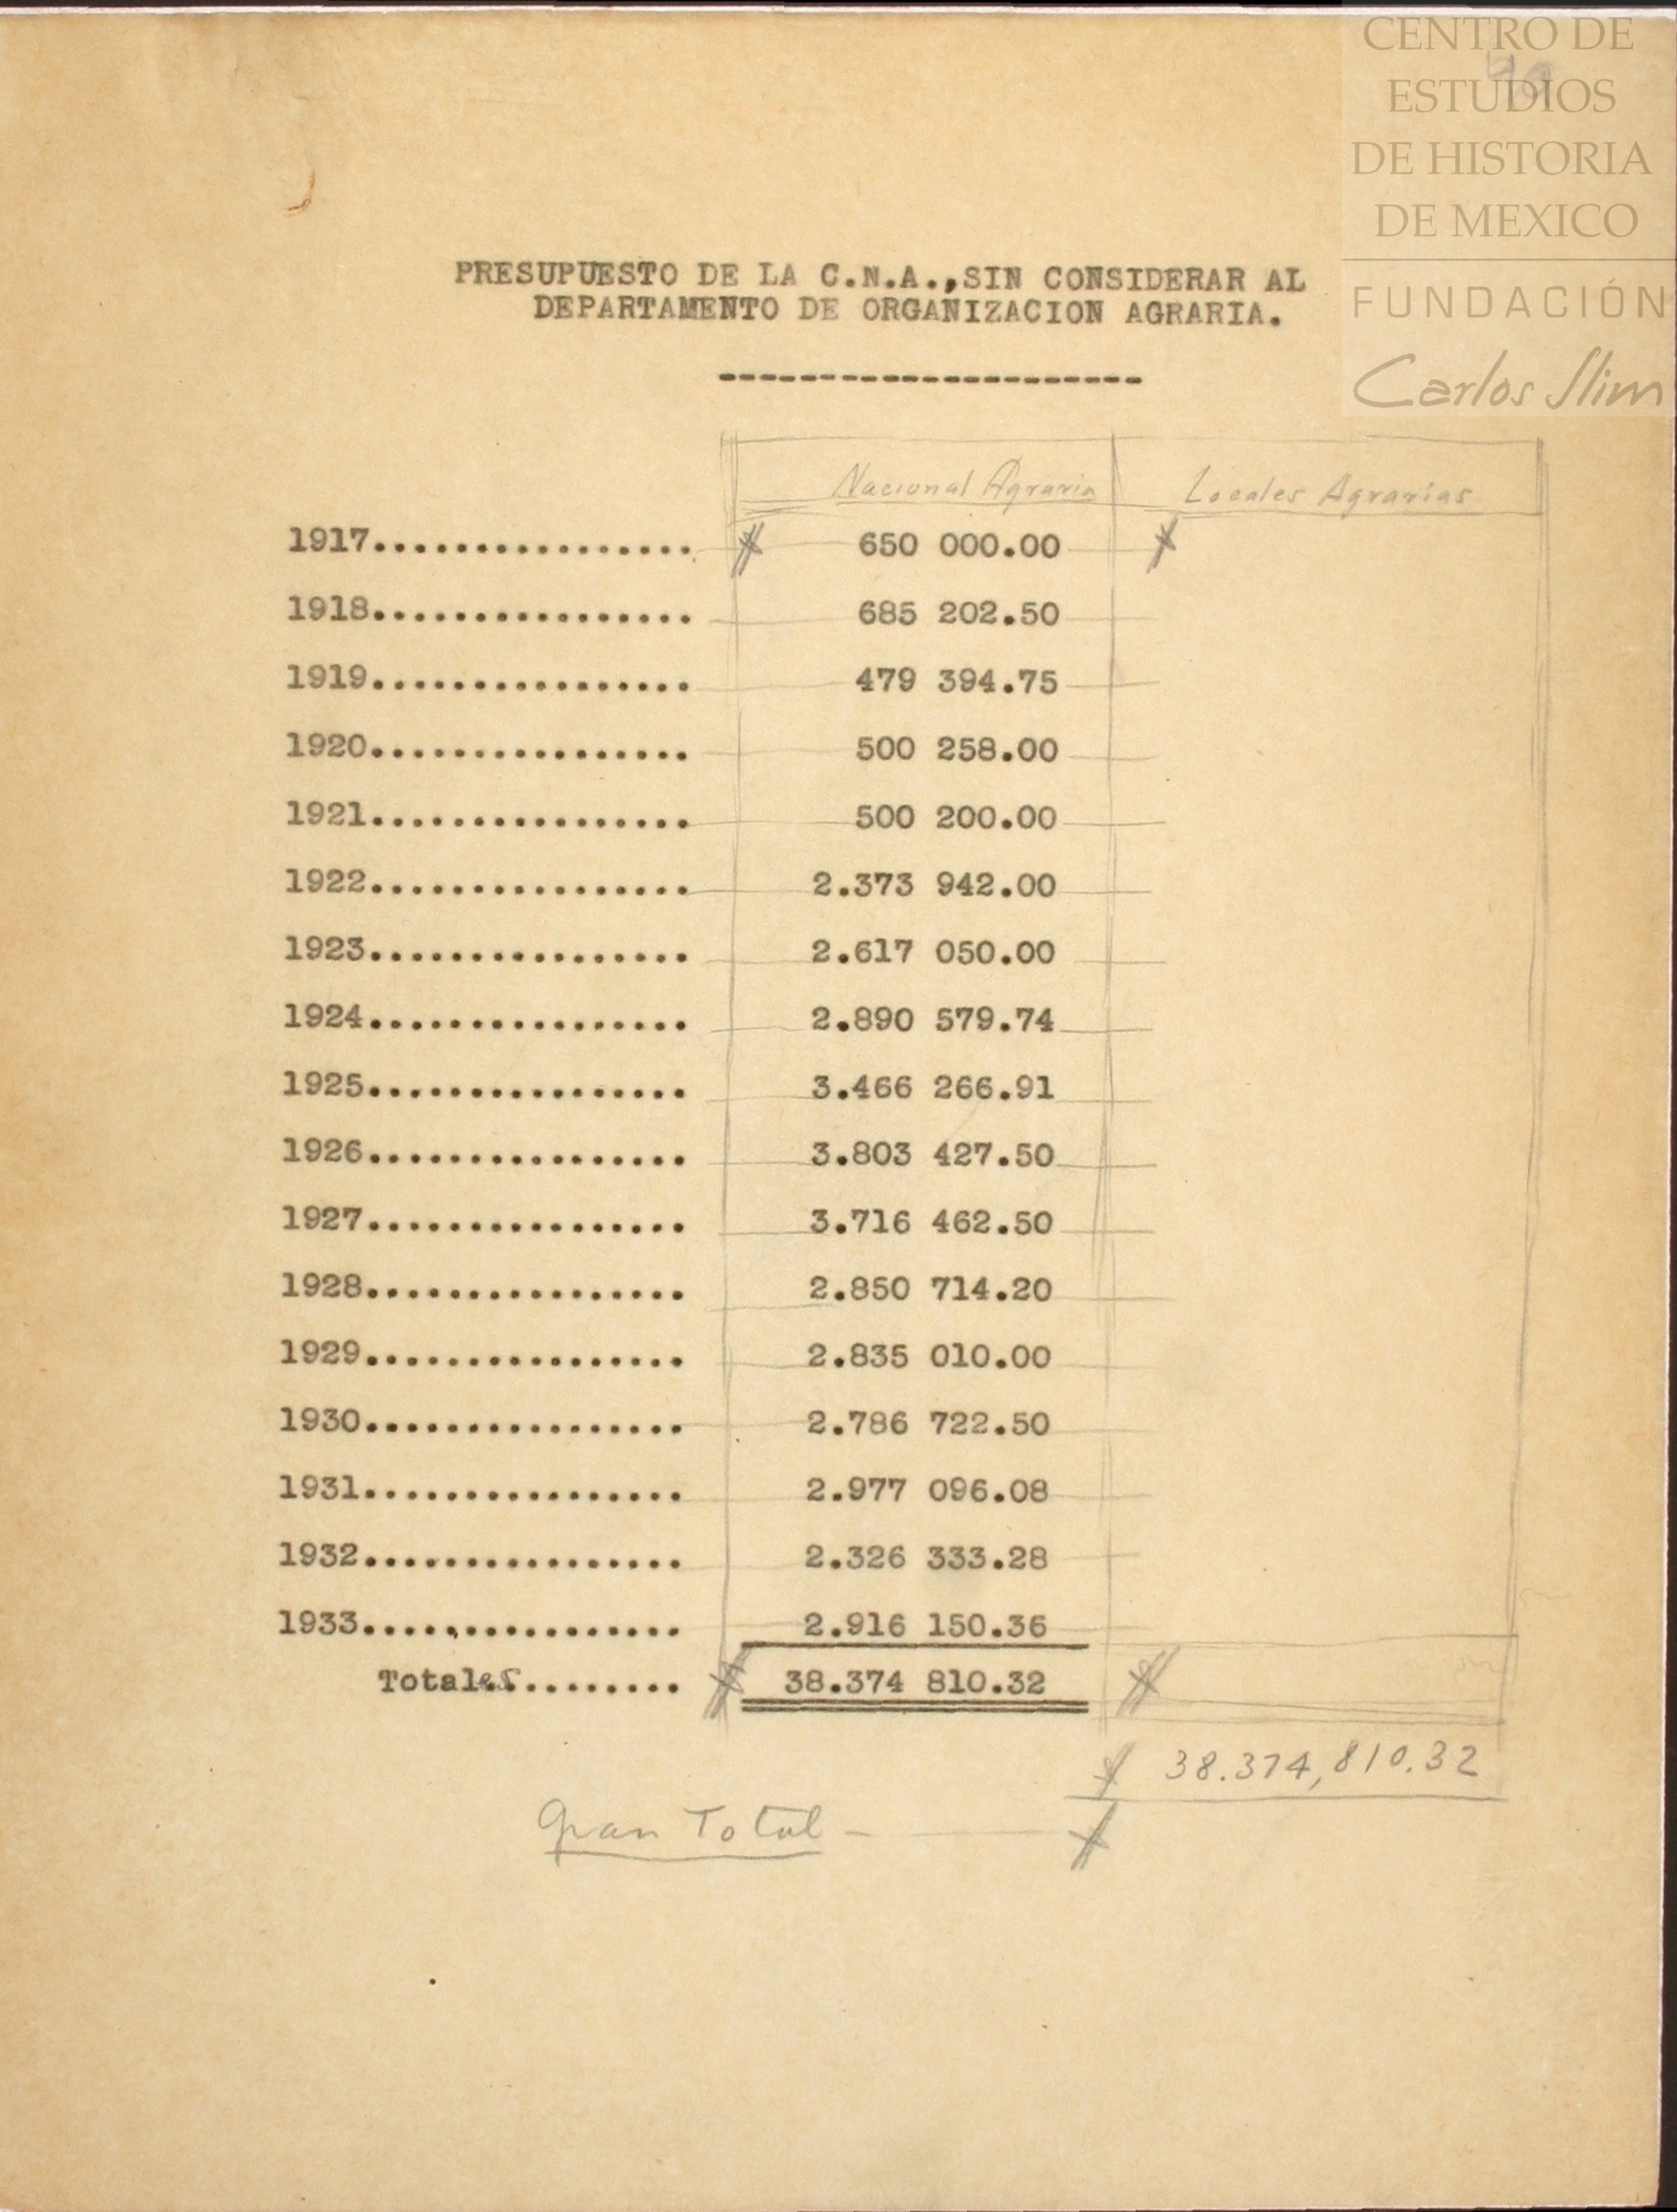 CENTRO DE
ESTUDIOS
DE HISTORIA
DE MEXICO
FUNDACIÓN
Carlos Slim
PRESUPUESTO DE LA C.N.A.,SIN CONSIDERAR AL
DEPARTAMENTO DE ORGANIZACION AGRARIA.
---------------------
Nacional Agraria Locales Agrarias
1917................ $ 650 000.00 $
1918................ 685 202.50
1919................ 479 394.75
1920................ 500 258.00
1921................ 500 200.00
1922................ 2.373 942.00
1923................ 2.617 050.00
1924................ 2.890 579.74
1925................ 3.466 266.91
1926................ 3.803 427.50
1927................ 3.716 462.50
1928................ 2.850 714.20
1929................ 2.835 010.00
1930................ 2.786 722.50
1931................ 2.977 096.08
1932................ 2.326 333.28
1933................ 2.916 150.36
Totales......... $ 38.374 810.32 $
$ 38.374,810.32
Gran Total - $